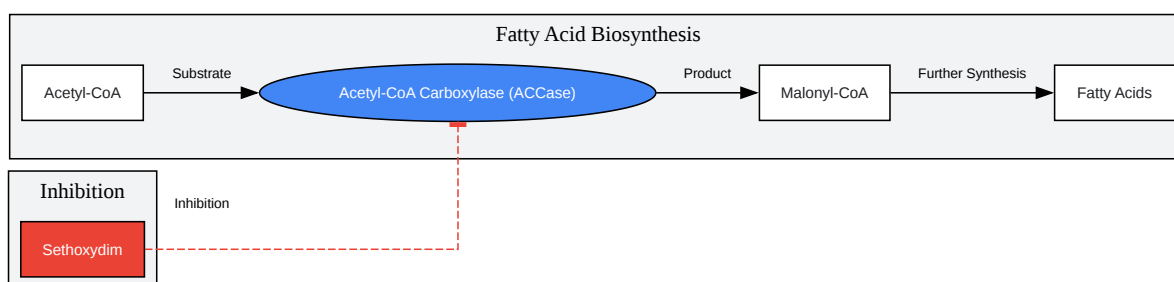 Fatty Acid Biosynthesis
Acetyl-CoA
Substrate
Acetyl-CoA Carboxylase (ACCase)
Product
Malonyl-CoA
Further Synthesis
Fatty Acids
Inhibition
Sethoxydim
Inhibition